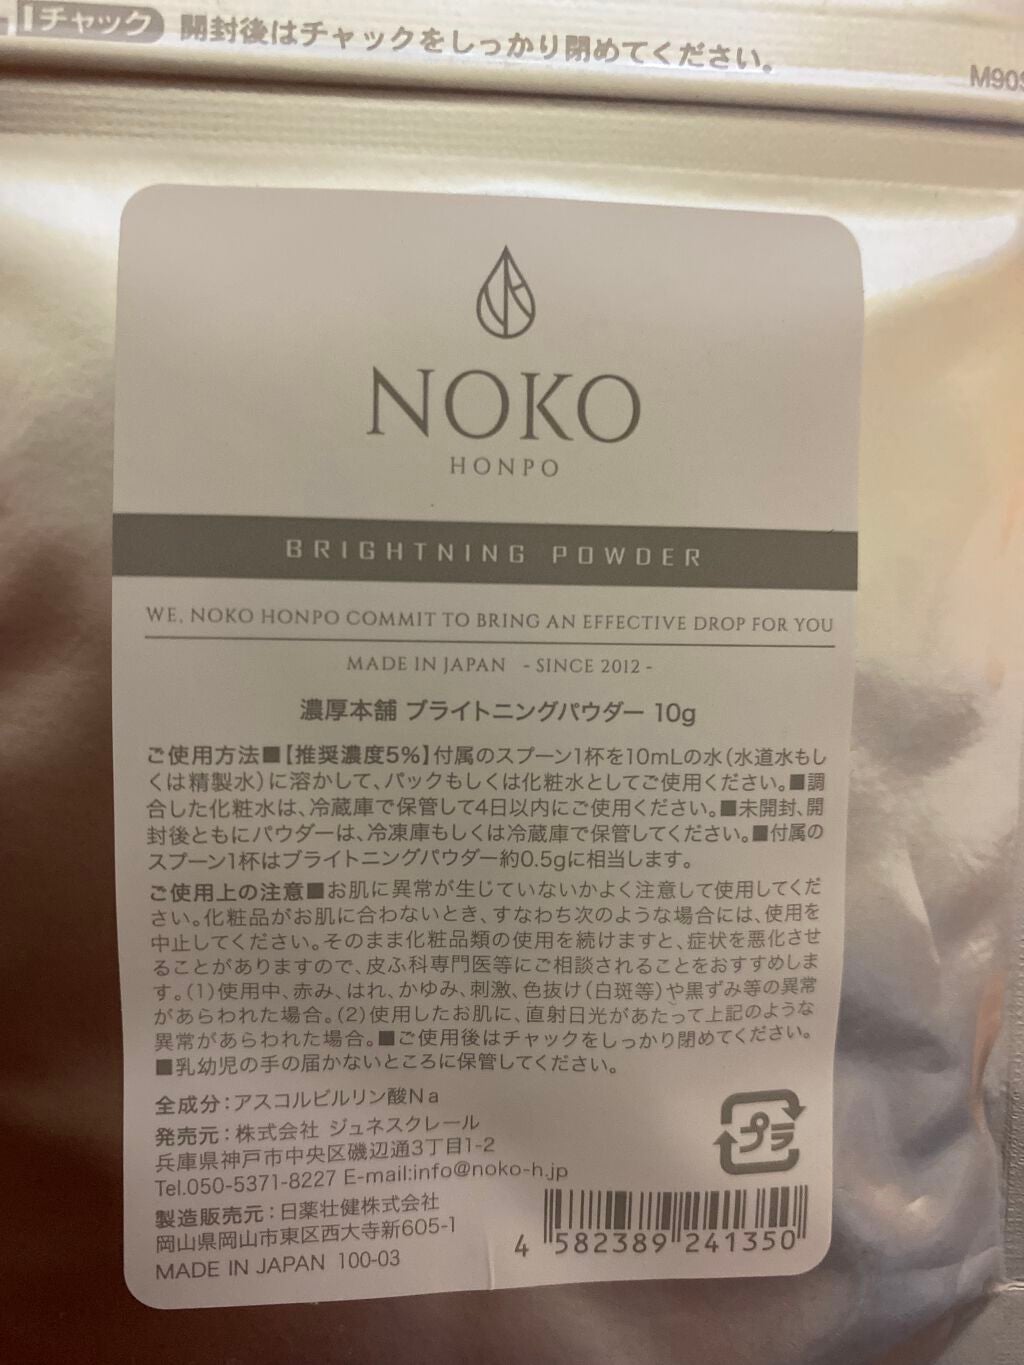 チャック 開封後はチャックをしっかり閉めてください。
NOKO
HONPO
BRIGHTNING POWDER
WE, NOKO HONPO COMMIT TO BRING AN EFFECTIVE DROP FOR YOU
MADE IN JAPAN - SINCE 2012 -
濃厚本舗 ブライトニングパウダー 10g
ご使用方法■【推奨濃度5%】付属のスプーン1杯を10mLの水(水道水もし
くは精製水)に溶かして、パックもしくは化粧水としてご使用ください。■調
合した化粧水は、冷蔵庫で保管して4日以内にご使用ください。■未開封、開
封後ともにパウダーは、冷凍庫もしくは冷蔵庫で保管してください。■付属の
スプーン1杯はブライトニングパウダー約0.5gに相当します。
ご使用上の注意■お肌に異常が生じていないかよく注意して使用してくだ
さい。化粧品がお肌に合わないとき、すなわち次のような場合には、使用を
中止してください。そのまま化粧品類の使用を続けますと、症状を悪化させ
ることがありますので、皮ふ科専門医等にご相談されることをおすすめしま
す。(1)使用中、赤み、はれ、かゆみ、刺激、色抜け(白斑等)や黒ずみ等の異常
があらわれた場合。(2)使用したお肌に、直射日光があたって上記のような
異常があらわれた場合。■ご使用後はチャックをしっかり閉めてください。
■乳幼児の手の届かないところに保管してください。
全成分:アスコルビルリン酸Na
発売元:株式会社 ジュネスクレール
兵庫県神戸市中央区磯辺通3丁目1-2
Tel.050-5371-8227 E-mail:info@noko-h.jp
製造販売元:日薬壮健株式会社
岡山県岡山市東区西大寺新605-1
MADE IN JAPAN 100-03
プラ
4 582389 241350